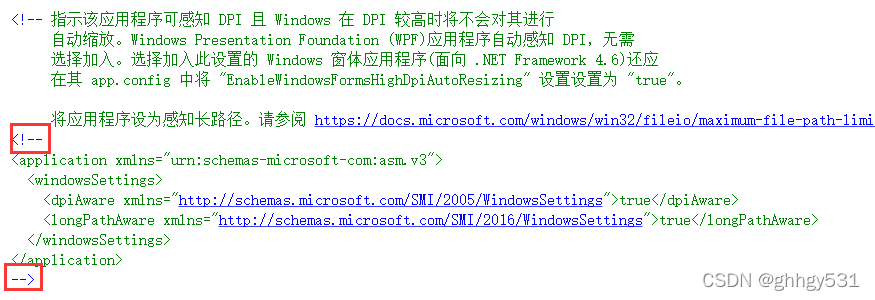 <!-- 指示该应用程序可感知 DPI 且 Windows 在 DPI 较高时将不会对其进行
自动缩放。Windows Presentation Foundation (WPF)应用程序自动感知 DPI，无需
选择加入。选择加入此设置的 Windows 窗体应用程序(面向 .NET Framework 4.6)还应
在其 app.config 中将 "EnableWindowsFormsHighDpiAutoResizing" 设置设置为 "true"。
将应用程序设为感知长路径。请参阅 https://docs.microsoft.com/windows/win32/fileio/maximum-file-path-limi
<!--
<application xmlns="urn:schemas-microsoft-com:asm.v3">
<windowsSettings>
<dpiAware xmlns="http://schemas.microsoft.com/SMI/2005/WindowsSettings">true</dpiAware>
<longPathAware xmlns="http://schemas.microsoft.com/SMI/2016/WindowsSettings">true</longPathAware>
</windowsSettings>
</application>
-->
CSDN @ghhgy531